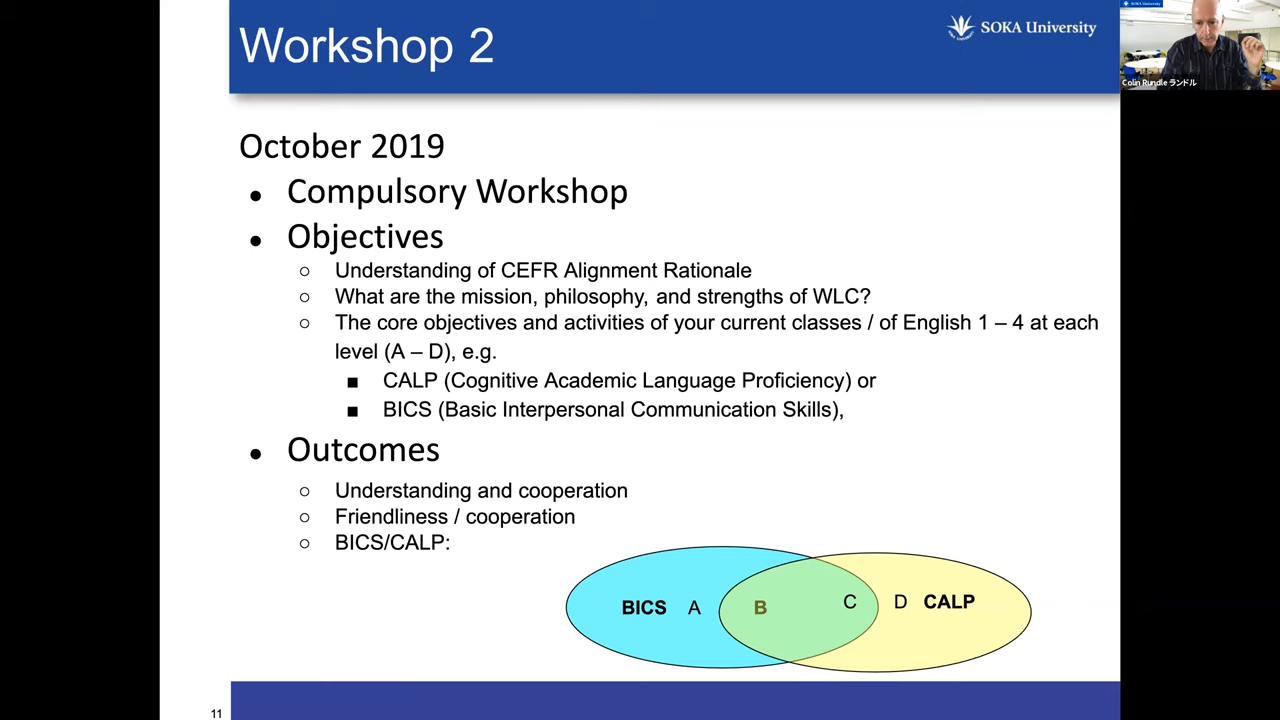 Workshop 2
SOKA University
SOKA University
Colin Rundle ランドル
October 2019
● Compulsory Workshop
● Objectives
○ Understanding of CEFR Alignment Rationale
○ What are the mission, philosophy, and strengths of WLC?
○ The core objectives and activities of your current classes / of English 1 – 4 at each
level (A – D), e.g.
■ CALP (Cognitive Academic Language Proficiency) or
■ BICS (Basic Interpersonal Communication Skills),
● Outcomes
○ Understanding and cooperation
○ Friendliness / cooperation
○ BICS/CALP:
BICS A B C D CALP
11